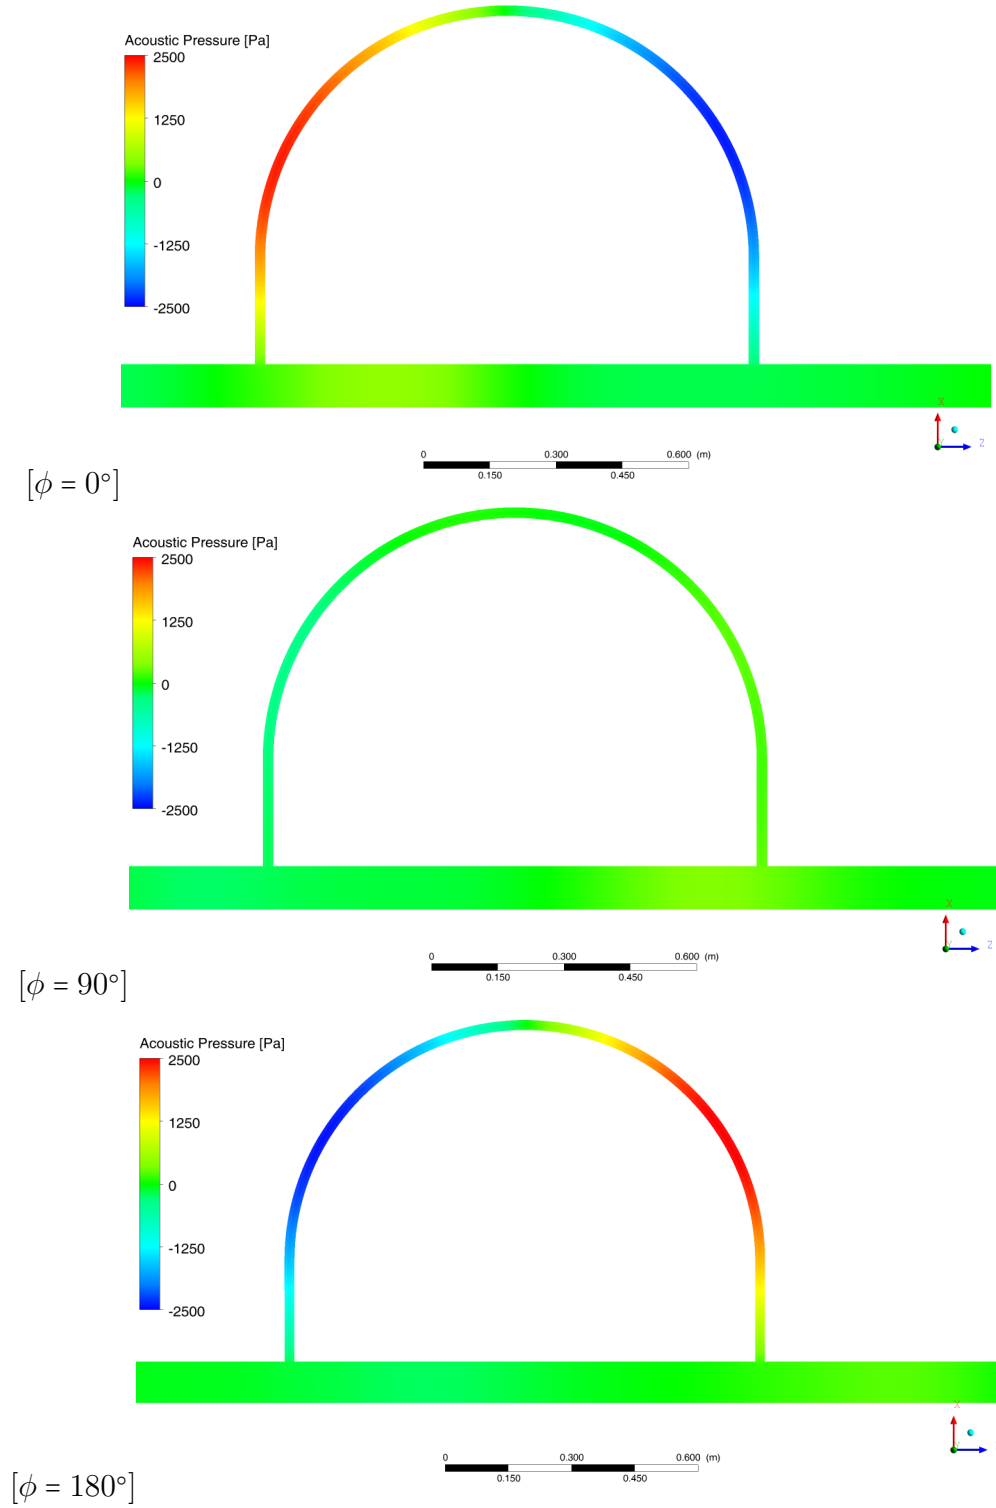 Acoustic Pressure [Pa]
2500
1250
0
-1250
-2500
X
Y
Z
0 0.300 0.600 (m)
0.150 0.450
[ϕ = 0°]
Acoustic Pressure [Pa]
2500
1250
0
-1250
-2500
X
Y
Z
0 0.300 0.600 (m)
0.150 0.450
[ϕ = 90°]
Acoustic Pressure [Pa]
2500
1250
0
-1250
-2500
X
Y
0 0.300 0.600 (m)
0.150 0.450
[ϕ = 180°]